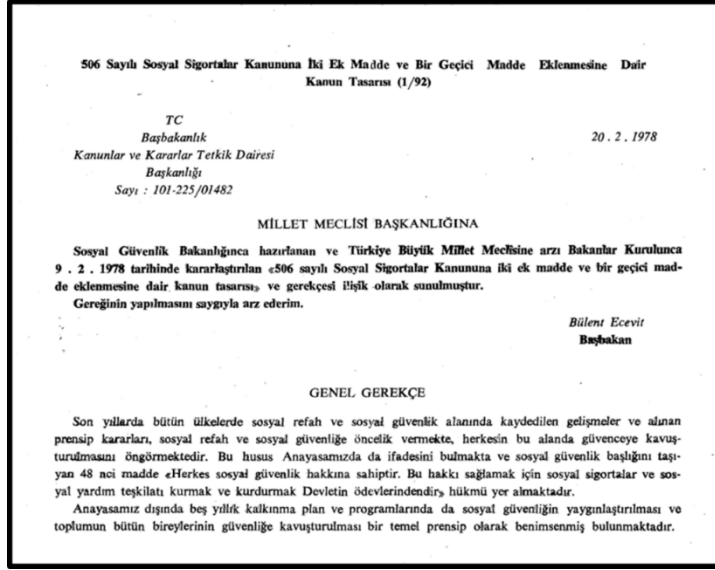 506 Sayılı Sosyal Sigortalar Kanununa İki Ek Madde ve Bir Geçici Madde Eklenmesine Dair
Kanun Tasarısı (1/92)
TC
Başbakanlık
20 . 2 . 1978
Kanunlar ve Kararlar Tetkik Dairesi
Başkanlığı
Sayı : 101-225/01482
MİLLET MECLİSİ BAŞKANLIĞINA
Sosyal Güvenlik Bakanlığınca hazırlanan ve Türkiye Büyük Millet Meclisine arzı Bakanlar Kurulunca
9 . 2 . 1978 tarihinde kararlaştırılan «506 sayılı Sosyal Sigortalar Kanununa iki ek madde ve bir geçici mad-
de eklenmesine dair kanun tasarısı» ve gerekçesi ilişik olarak sunulmuştur.
Gereğinin yapılmasını saygıyla arz ederim.
Bülent Ecevit
Başbakan
GENEL GEREKÇE
Son yıllarda bütün ülkelerde sosyal refah ve sosyal güvenlik alanında kaydedilen gelişmeler ve alınan
prensip kararları, sosyal refah ve sosyal güvenliğe öncelik vermekte, herkesin bu alanda güvenceye kavuş-
turulmasını öngörmektedir. Bu husus Anayasamızda da ifadesini bulmakta ve sosyal güvenlik başlığını taşı-
yan 48 nci madde «Herkes sosyal güvenlik hakkına sahiptir. Bu hakkı sağlamak için sosyal sigortalar ve sos-
yal yardım teşkilatı kurmak ve kurdurmak Devletin ödevlerindendir» hükmü yer almaktadır.
Anayasamız dışında beş yıllık kalkınma plan ve programlarında da sosyal güvenliğin yaygınlaştırılması ve
toplumun bütün bireylerinin güvenliğe kavuşturulması bir temel prensip olarak benimsenmiş bulunmaktadır.